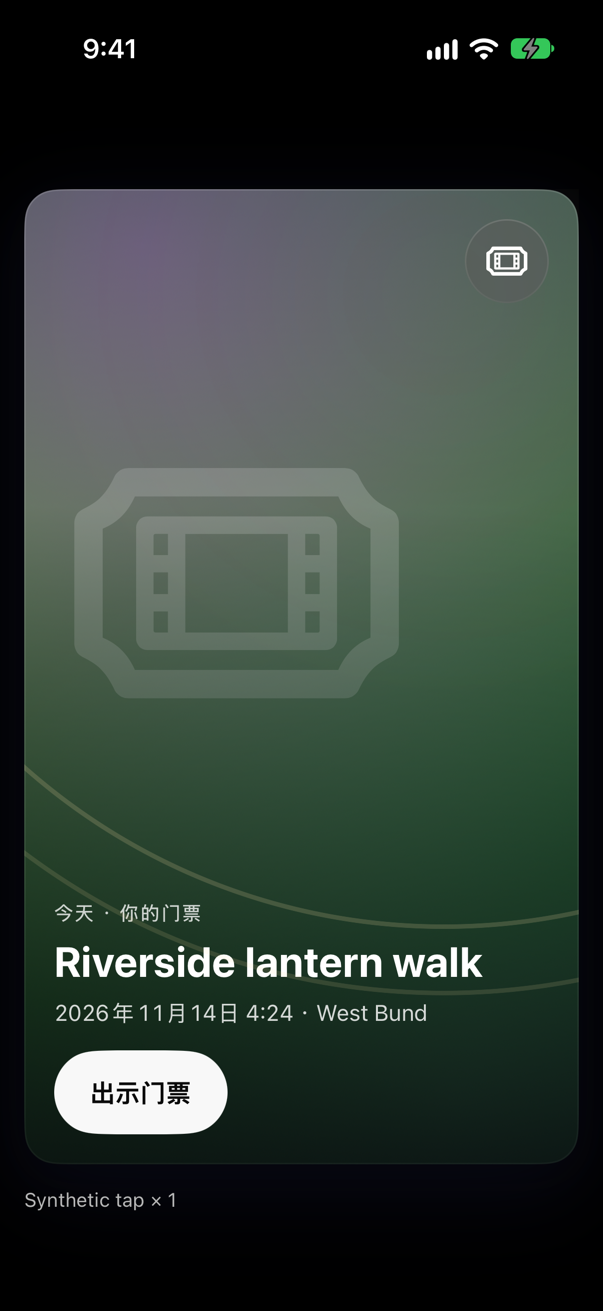 9:41
今天 · 你的门票
Riverside lantern walk
2026年11月14日 4:24 · West Bund
出示门票
Synthetic tap × 1